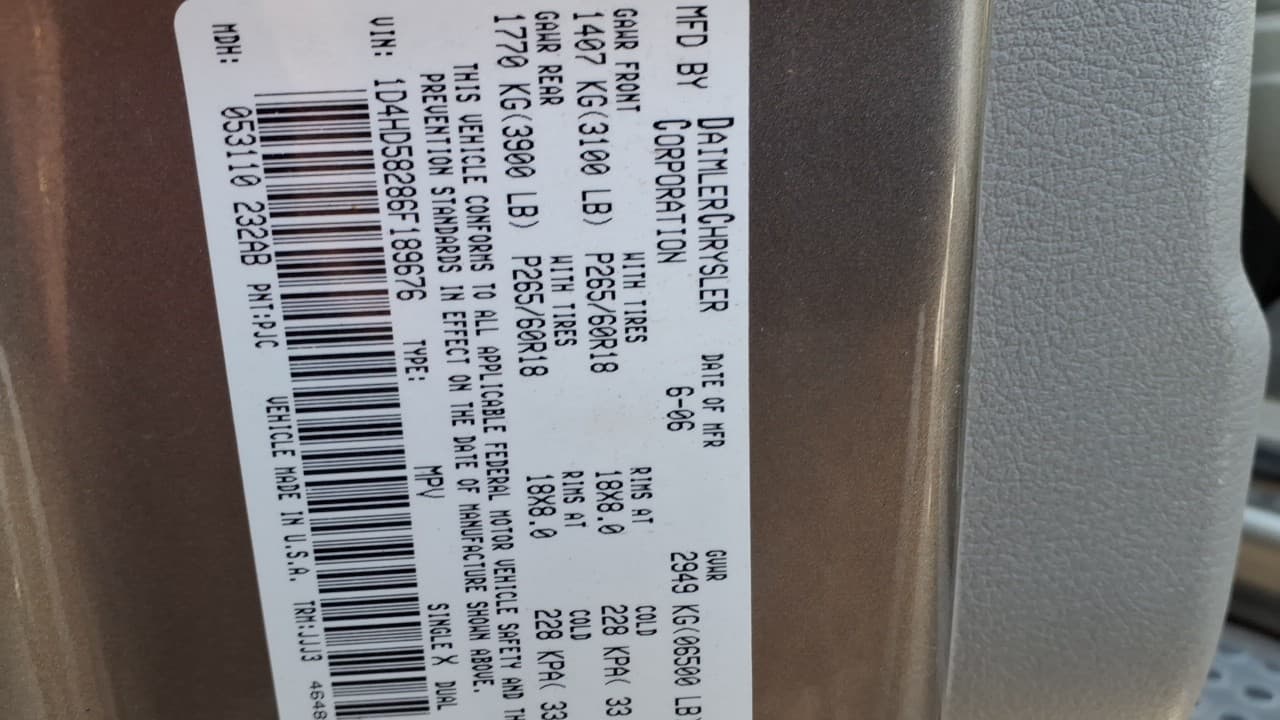 MFD BY DAIMLERCHRYSLER CORPORATION DATE OF MFR 6-06 GVWR 2949 KG(06500 LB)
GAWR FRONT WITH TIRES RIMS AT COLD
1407 KG(3100 LB) P265/60R18 18X8.0 228 KPA( 33
GAWR REAR WITH TIRES RIMS AT COLD
1770 KG(3900 LB) P265/60R18 18X8.0 228 KPA( 33
THIS VEHICLE CONFORMS TO ALL APPLICABLE FEDERAL MOTOR VEHICLE SAFETY AND
PREVENTION STANDARDS IN EFFECT ON THE DATE OF MANUFACTURE SHOWN ABOVE.
VIN: 1D4HD58286F189676 TYPE: MPV SINGLE X DUAL
MDH: 053110 232AB PNT:PJC VEHICLE MADE IN U.S.A. TRM:JJJ3 4648